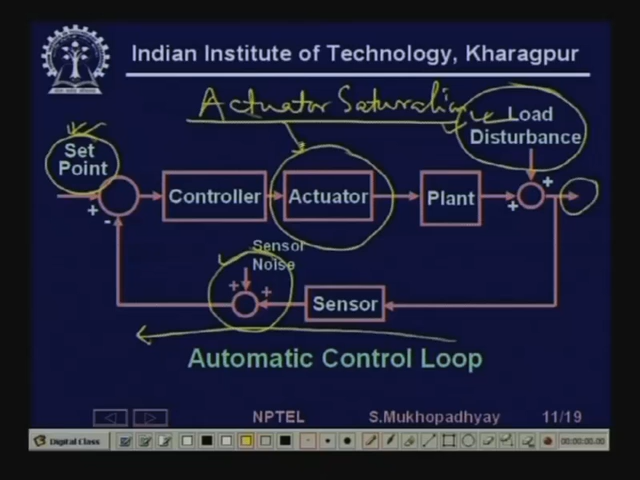 Indian Institute of Technology, Kharagpur
Actuator Saturation
Load
Disturbance
Set
Point
Controller
Actuator
Plant
+
-
+
+
Sensor
Noise
+
+
Sensor
Automatic Control Loop
NPTEL
S.Mukhopadhyay
11/19
Digital Class
00:00:00.00